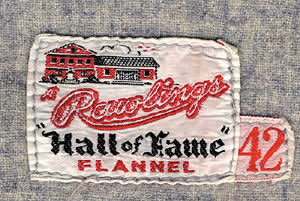 Rawlings
"Hall of Fame"
FLANNEL
42